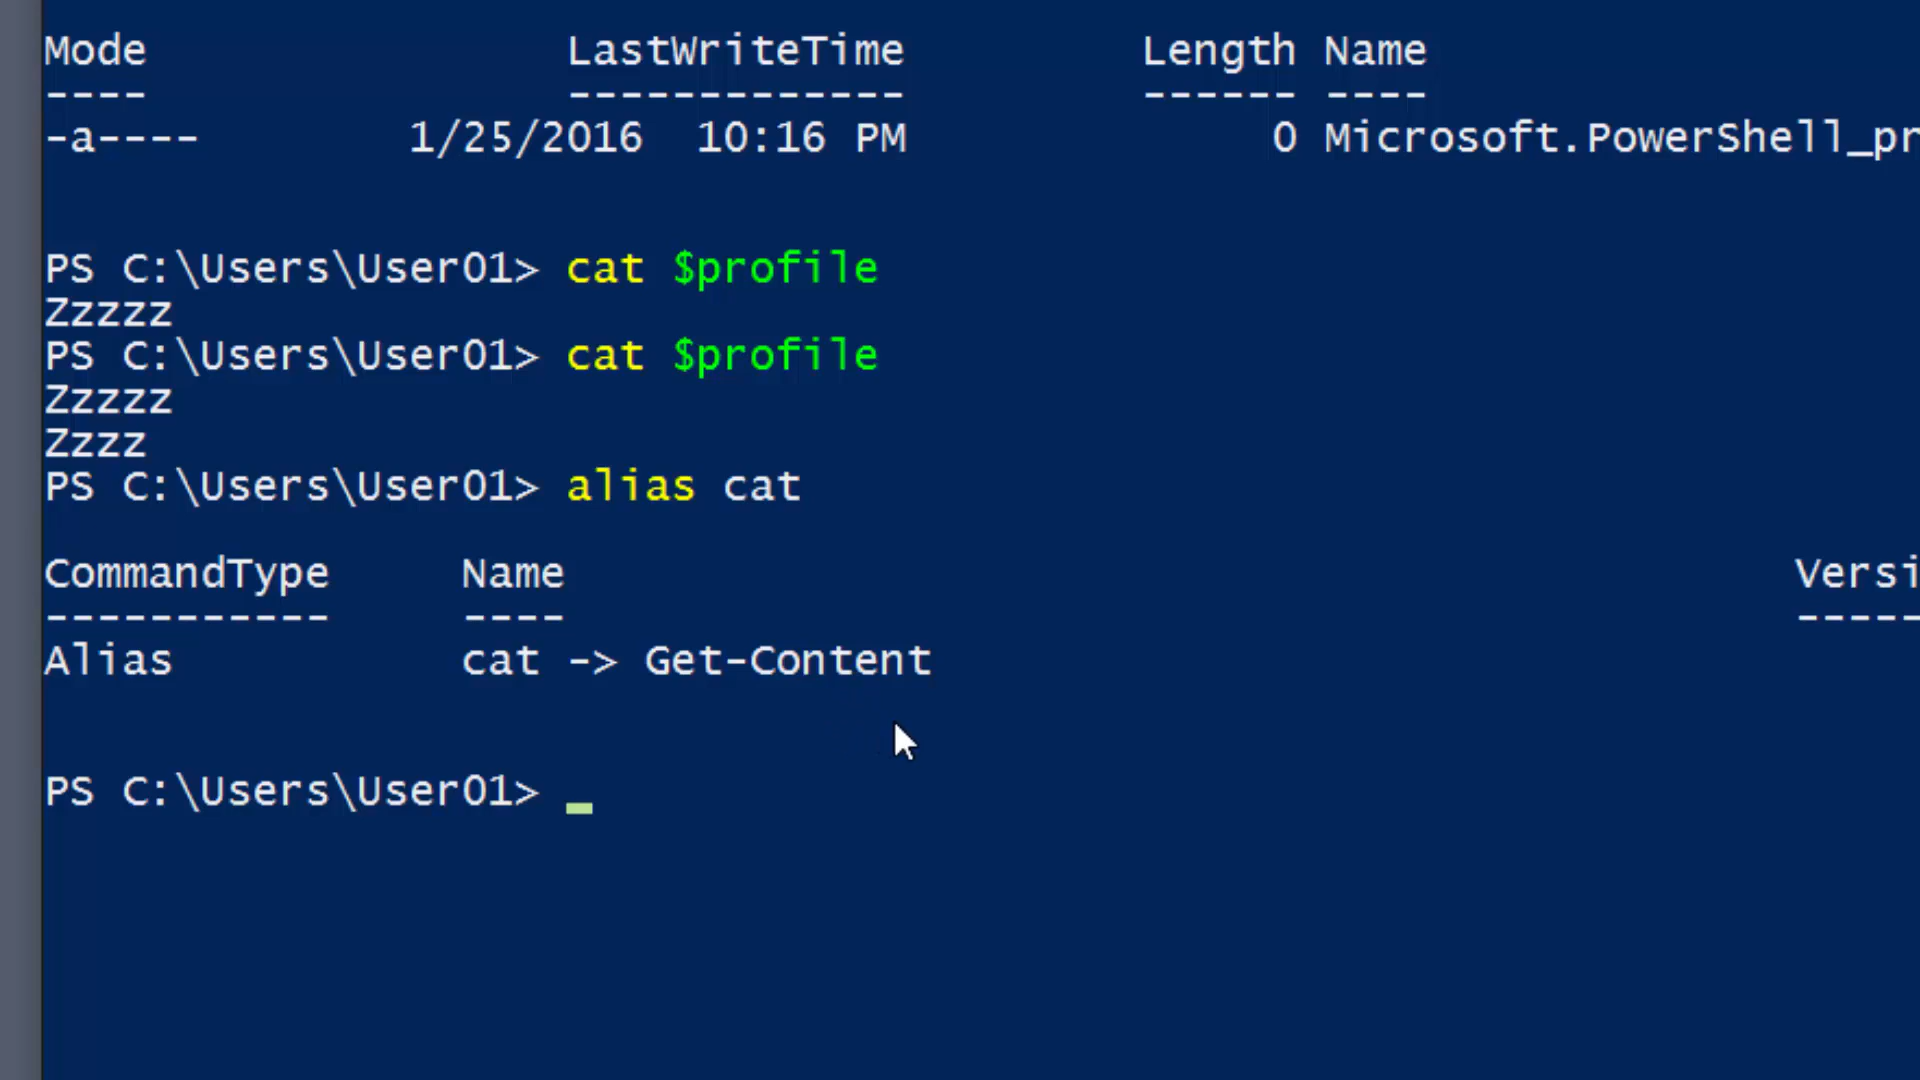 Mode LastWriteTime Length Name
---- ------------- ------ ----
-a---- 1/25/2016 10:16 PM 0 Microsoft.PowerShell_pr
PS C:\Users\User01> cat $profile
Zzzzz
PS C:\Users\User01> cat $profile
Zzzzz
Zzzz
PS C:\Users\User01> alias cat
CommandType Name Versi
----------- ---- -----
Alias cat -> Get-Content
PS C:\Users\User01> _